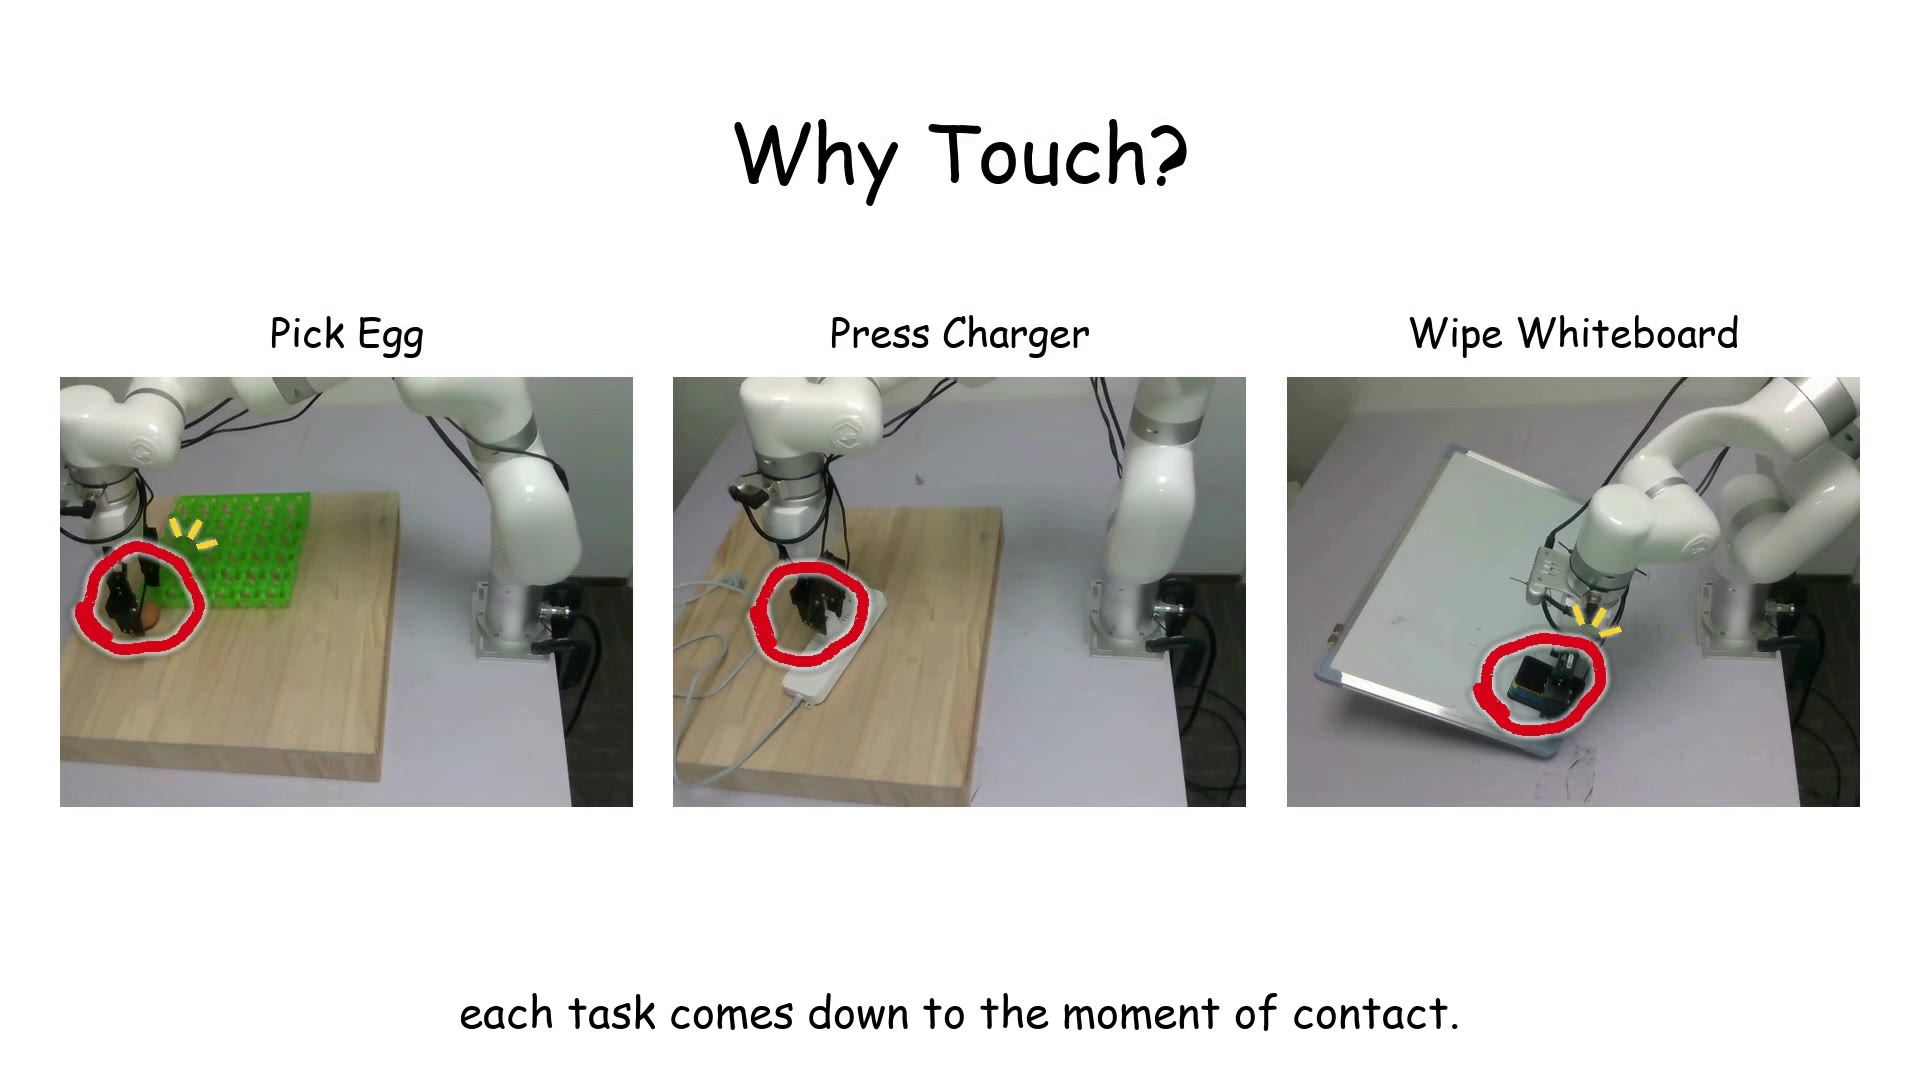 Why Touch?
Pick Egg
Press Charger
Wipe Whiteboard
each task comes down to the moment of contact.